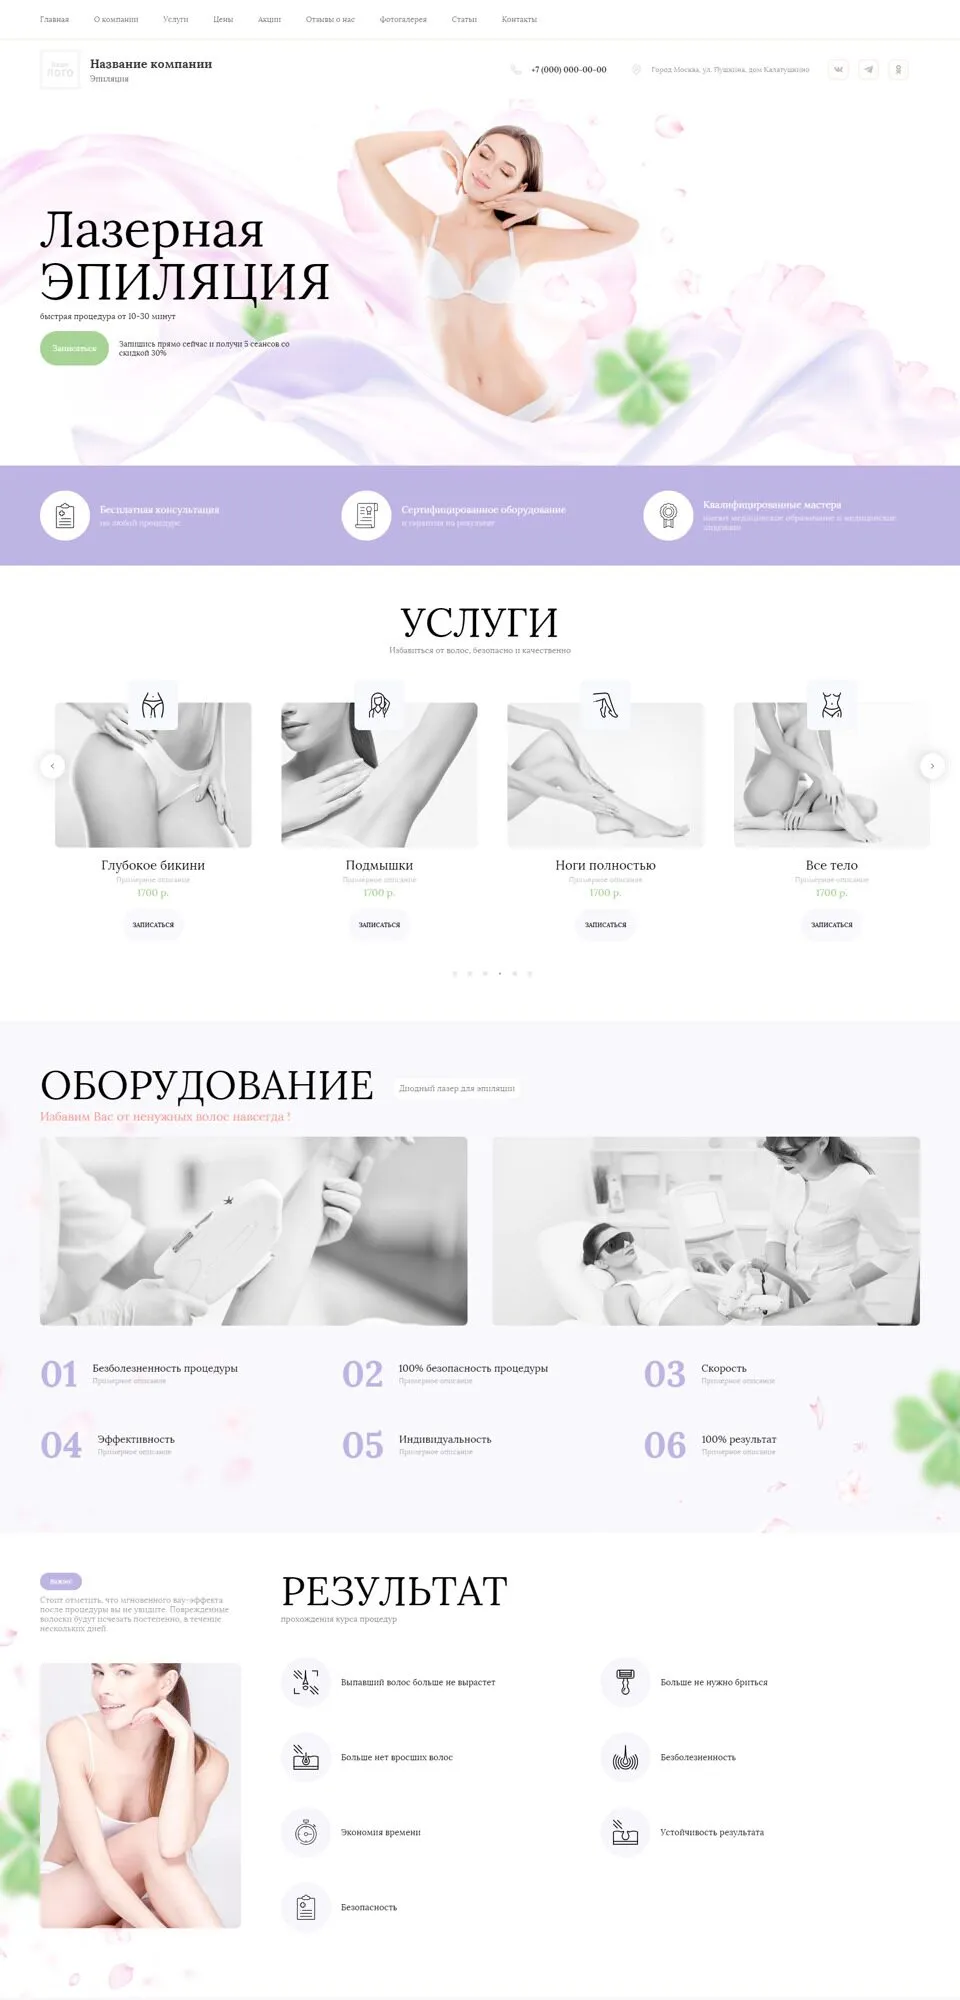 Главная О компании Услуги Цены Акции Отзывы о нас Фотогалерея Статьи Контакты
Ваше
лого
Название компании
Эпиляция
+7 (000) 000-00-00
Город Москва, ул. Пушкина, дом Калатушкино
Лазерная
ЭПИЛЯЦИЯ
быстрая процедура от 10-30 минут
Записаться
Запишись прямо сейчас и получи 5 сеансов со
скидкой 30%
Бесплатная консультация
по любой процедуре
Сертифицированное оборудование
и гарантия на результат
Квалифицированные мастера
имеют медицинское образование и медицинские
лицензии
УСЛУГИ
Избавиться от волос, безопасно и качественно
Глубокое бикини
Примерное описание
1700 р.
ЗАПИСАТЬСЯ
Подмышки
Примерное описание
1700 р.
ЗАПИСАТЬСЯ
Ноги полностью
Примерное описание
1700 р.
ЗАПИСАТЬСЯ
Все тело
Примерное описание
1700 р.
ЗАПИСАТЬСЯ
ОБОРУДОВАНИЕ
Диодный лазер для эпиляции
Избавим Вас от ненужных волос навсегда !
01 Безболезненность процедуры
Примерное описание
02 100% безопасность процедуры
Примерное описание
03 Скорость
Примерное описание
04 Эффективность
Примерное описание
05 Индивидуальность
Примерное описание
06 100% результат
Примерное описание
Важно!
Стоит отметить, что мгновенного вау-эффекта
после процедуры вы не увидите. Поврежденные
волоски будут исчезать постепенно, в течение
нескольких дней
РЕЗУЛЬТАТ
прохождения курса процедур
Выпавший волос больше не вырастет
Больше не нужно бриться
Больше нет вросших волос
Безболезненность
Экономия времени
Устойчивость результата
Безопасность